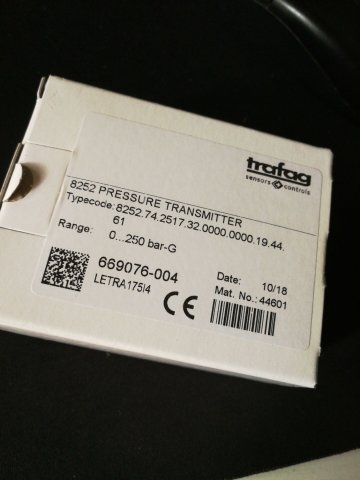 trafag
sensors controls
8252 PRESSURE TRANSMITTER
Typecode:8252.74.2517.32.0000.0000.19.44.
61
Range: 0...250 bar-G
669076-004
LETRA175I4
CE
Date: 10/18
Mat. No.: 44601